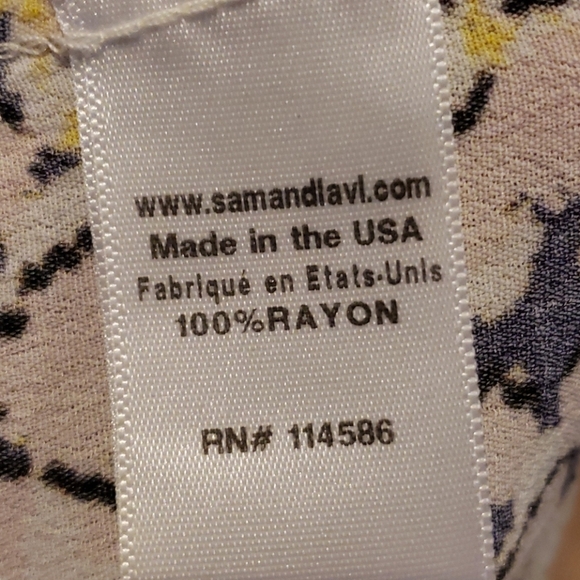 www.samandlavi.com
Made in the USA
Fabriqué en Etats-Unis
100%RAYON
RN# 114586